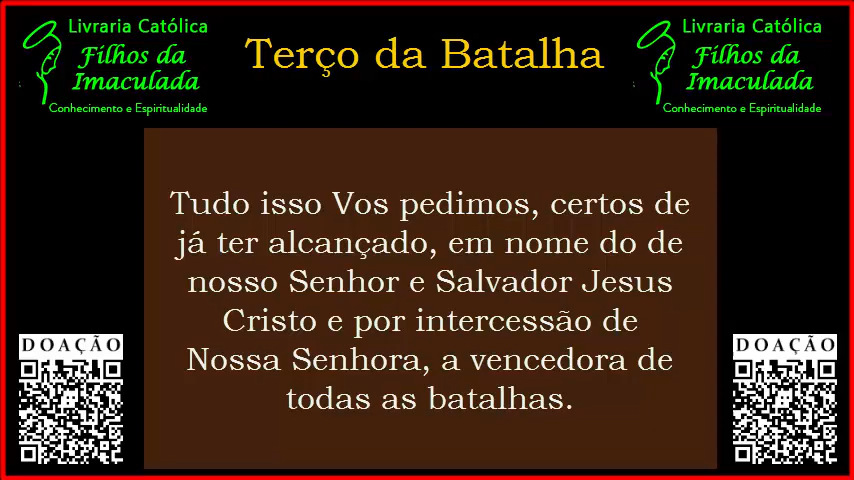 Livraria Católica
Filhos da
Imaculada
Conhecimento e Espiritualidade
Terço da Batalha
Livraria Católica
Filhos da
Imaculada
Conhecimento e Espiritualidade
Tudo isso Vos pedimos, certos de
já ter alcançado, em nome do de
nosso Senhor e Salvador Jesus
Cristo e por intercessão de
Nossa Senhora, a vencedora de
todas as batalhas.
DOAÇÃO
DOAÇÃO